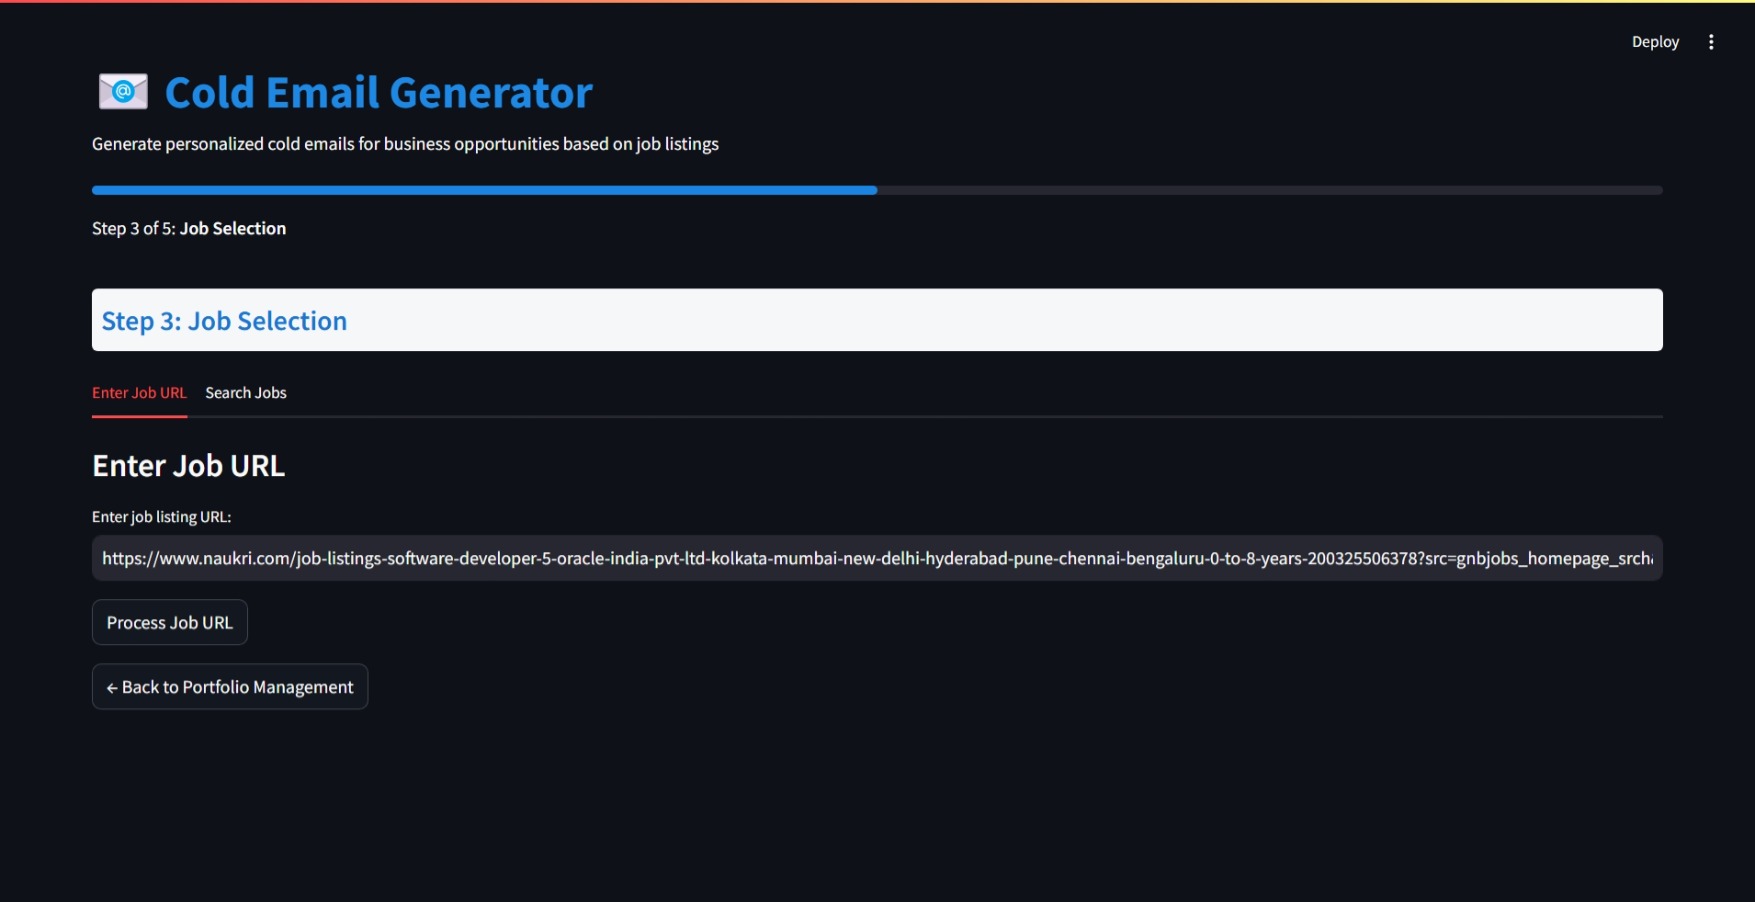 Deploy
Cold Email Generator
Generate personalized cold emails for business opportunities based on job listings
Step 3 of 5: Job Selection
Step 3: Job Selection
Enter Job URL Search Jobs
Enter Job URL
Enter job listing URL:
https://www.naukri.com/job-listings-software-developer-5-oracle-india-pvt-ltd-kolkata-mumbai-new-delhi-hyderabad-pune-chennai-bengaluru-0-to-8-years-200325506378?src=gnbjobs_homepage_srch
Process Job URL
← Back to Portfolio Management